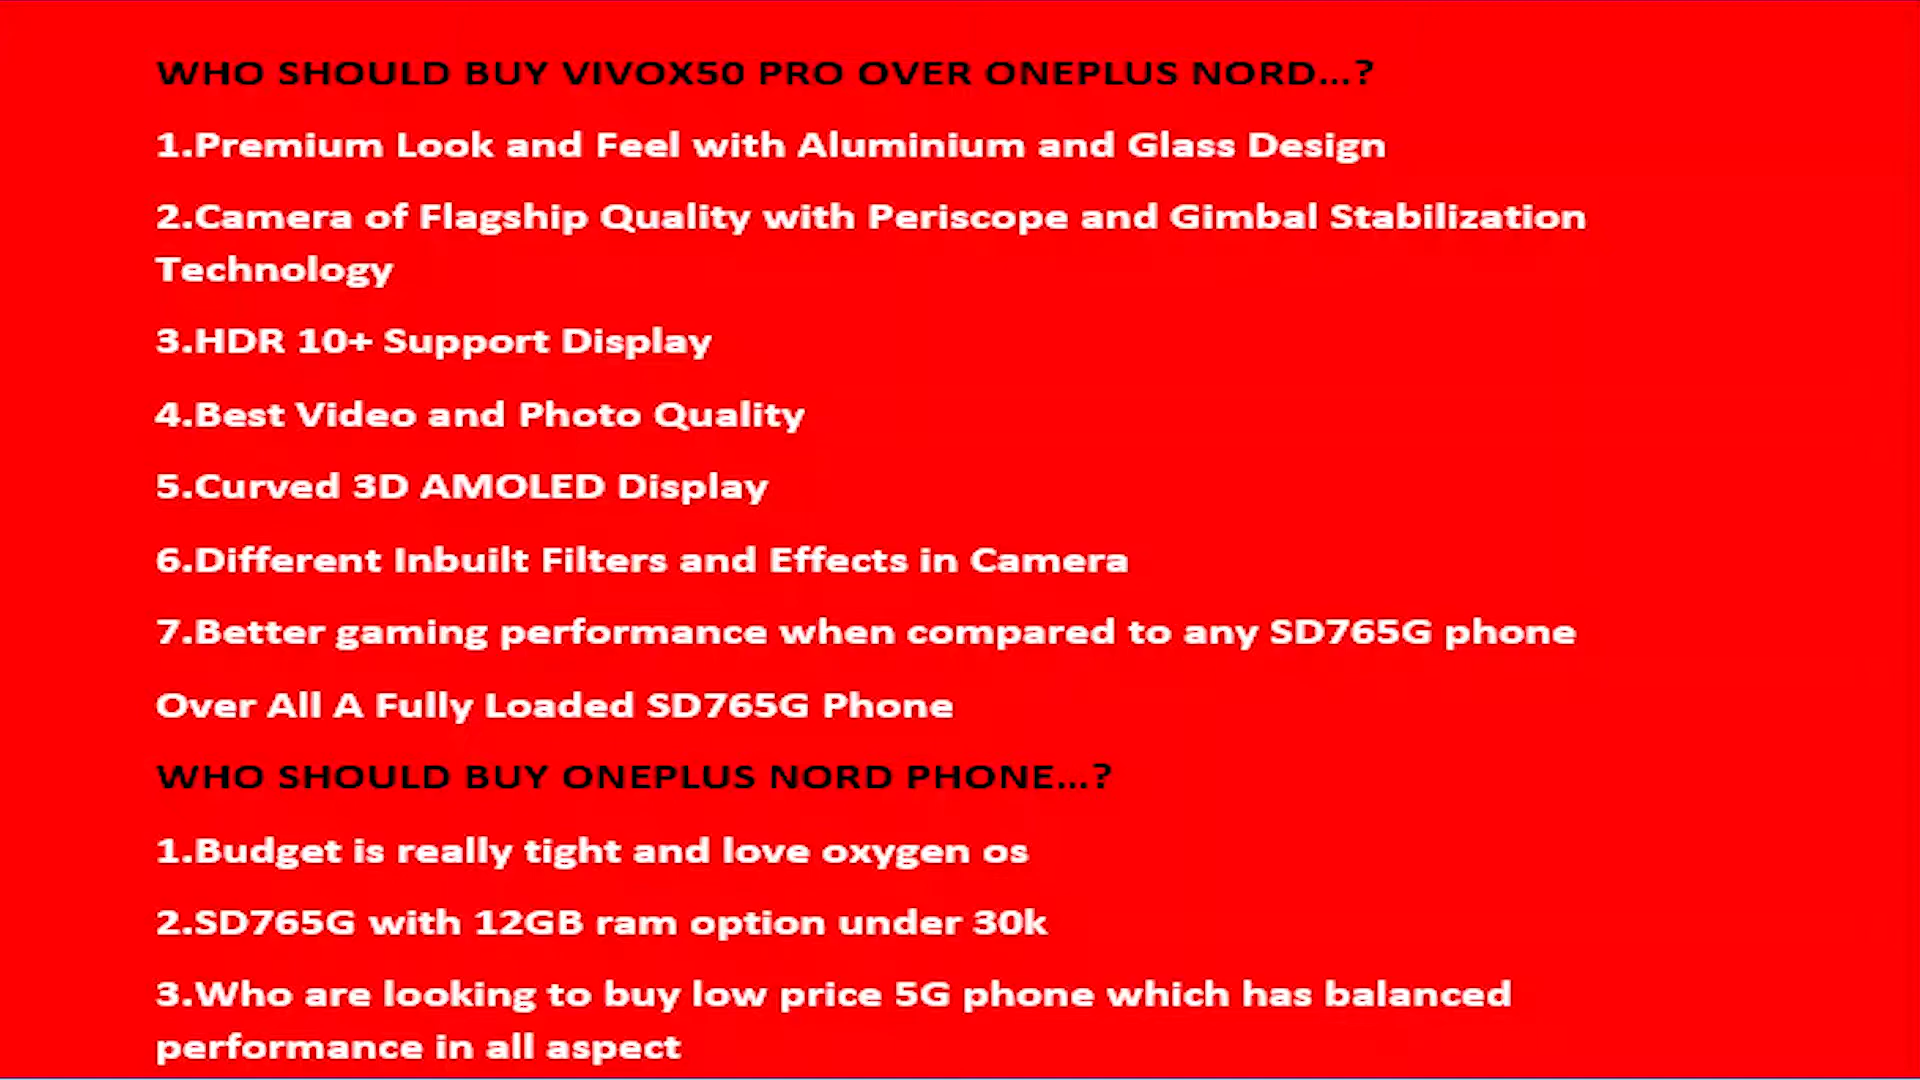 WHO SHOULD BUY VIVOX50 PRO OVER ONEPLUS NORD...?
1.Premium Look and Feel with Aluminium and Glass Design
2.Camera of Flagship Quality with Periscope and Gimbal Stabilization
Technology
3.HDR 10+ Support Display
4.Best Video and Photo Quality
5.Curved 3D AMOLED Display
6.Different Inbuilt Filters and Effects in Camera
7.Better gaming performance when compared to any SD765G phone
Over All A Fully Loaded SD765G Phone
WHO SHOULD BUY ONEPLUS NORD PHONE...?
1.Budget is really tight and love oxygen os
2.SD765G with 12GB ram option under 30k
3.Who are looking to buy low price 5G phone which has balanced
performance in all aspect